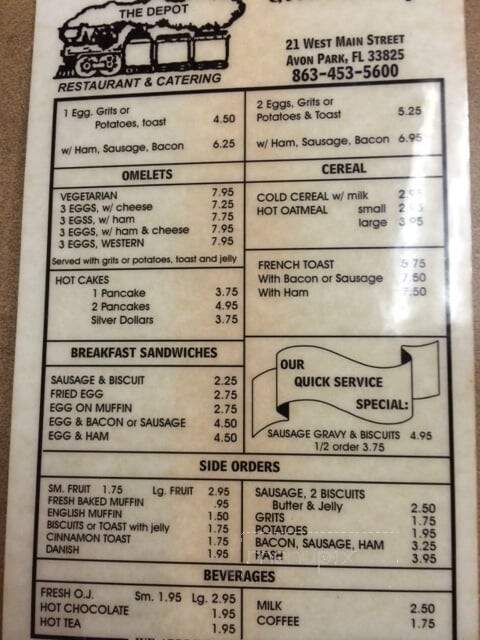 THE DEPOT
RESTAURANT & CATERING
21 WEST MAIN STREET
AVON PARK, FL 33825
863-453-5600
1 Egg. Grits or
Potatoes, toast 4.50
w/ Ham, Sausage, Bacon 6.25
2 Eggs, Grits or
Potatoes & Toast 5.25
w/ Ham, Sausage, Bacon 6.95
OMELETS
VEGETARIAN 7.95
3 EGGS, w/ cheese 7.25
3 EGSS, w/ ham 7.75
3 EGGS, w/ ham & cheese 7.95
3 EGGS, WESTERN 7.95
Served with grits or potatoes, toast and jelly
CEREAL
COLD CEREAL w/ milk
HOT OATMEAL small
large 3.95
HOT CAKES
1 Pancake 3.75
2 Pancakes 4.95
Silver Dollars 3.75
FRENCH TOAST
With Bacon or Sausage 7.50
With Ham 7.50
BREAKFAST SANDWICHES
SAUSAGE & BISCUIT 2.25
FRIED EGG 2.75
EGG ON MUFFIN 2.75
EGG & BACON or SAUSAGE 4.50
EGG & HAM 4.50
OUR
QUICK SERVICE
SPECIAL:
SAUSAGE GRAVY & BISCUITS 4.95
1/2 order 3.75
SIDE ORDERS
SM. FRUIT 1.75 Lg. FRUIT 2.95
FRESH BAKED MUFFIN .95
ENGLISH MUFFIN 1.50
BISCUITS or TOAST with jelly 1.75
CINNAMON TOAST 1.75
DANISH 1.95
SAUSAGE, 2 BISCUITS
Butter & Jelly 2.50
GRITS 1.75
POTATOES 1.95
BACON, SAUSAGE, HAM 3.25
HASH 3.95
BEVERAGES
FRESH O.J. Sm. 1.95 Lg. 2.95
HOT CHOCOLATE 1.95
HOT TEA 1.95
MILK 2.50
COFFEE 1.75